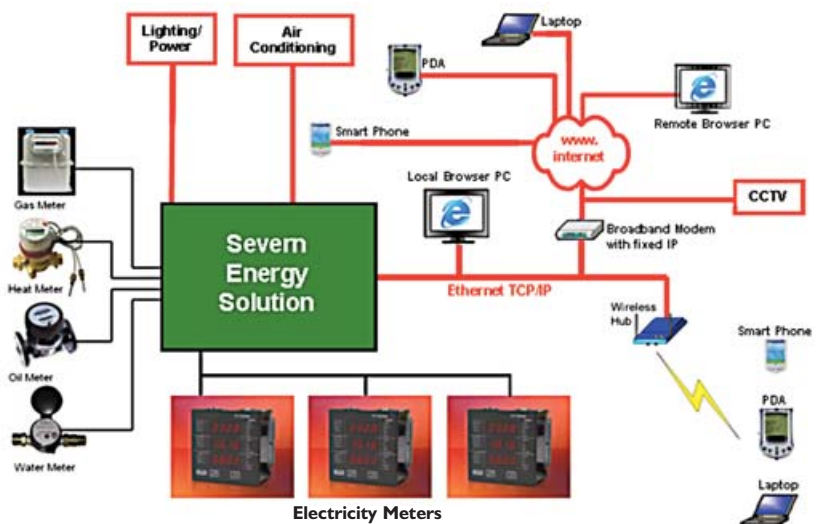 Lighting/
Power
Air
Conditioning
Laptop
PDA
Smart Phone
www.
internet
Remote Browser PC
Local Browser PC
CCTV
Broadband Modem
with fixed IP
Gas Meter
Heat Meter
Oil Meter
Water Meter
Severn
Energy
Solution
Ethernet TCP/IP
Wireless
Hub
Smart Phone
PDA
Laptop
Electricity Meters